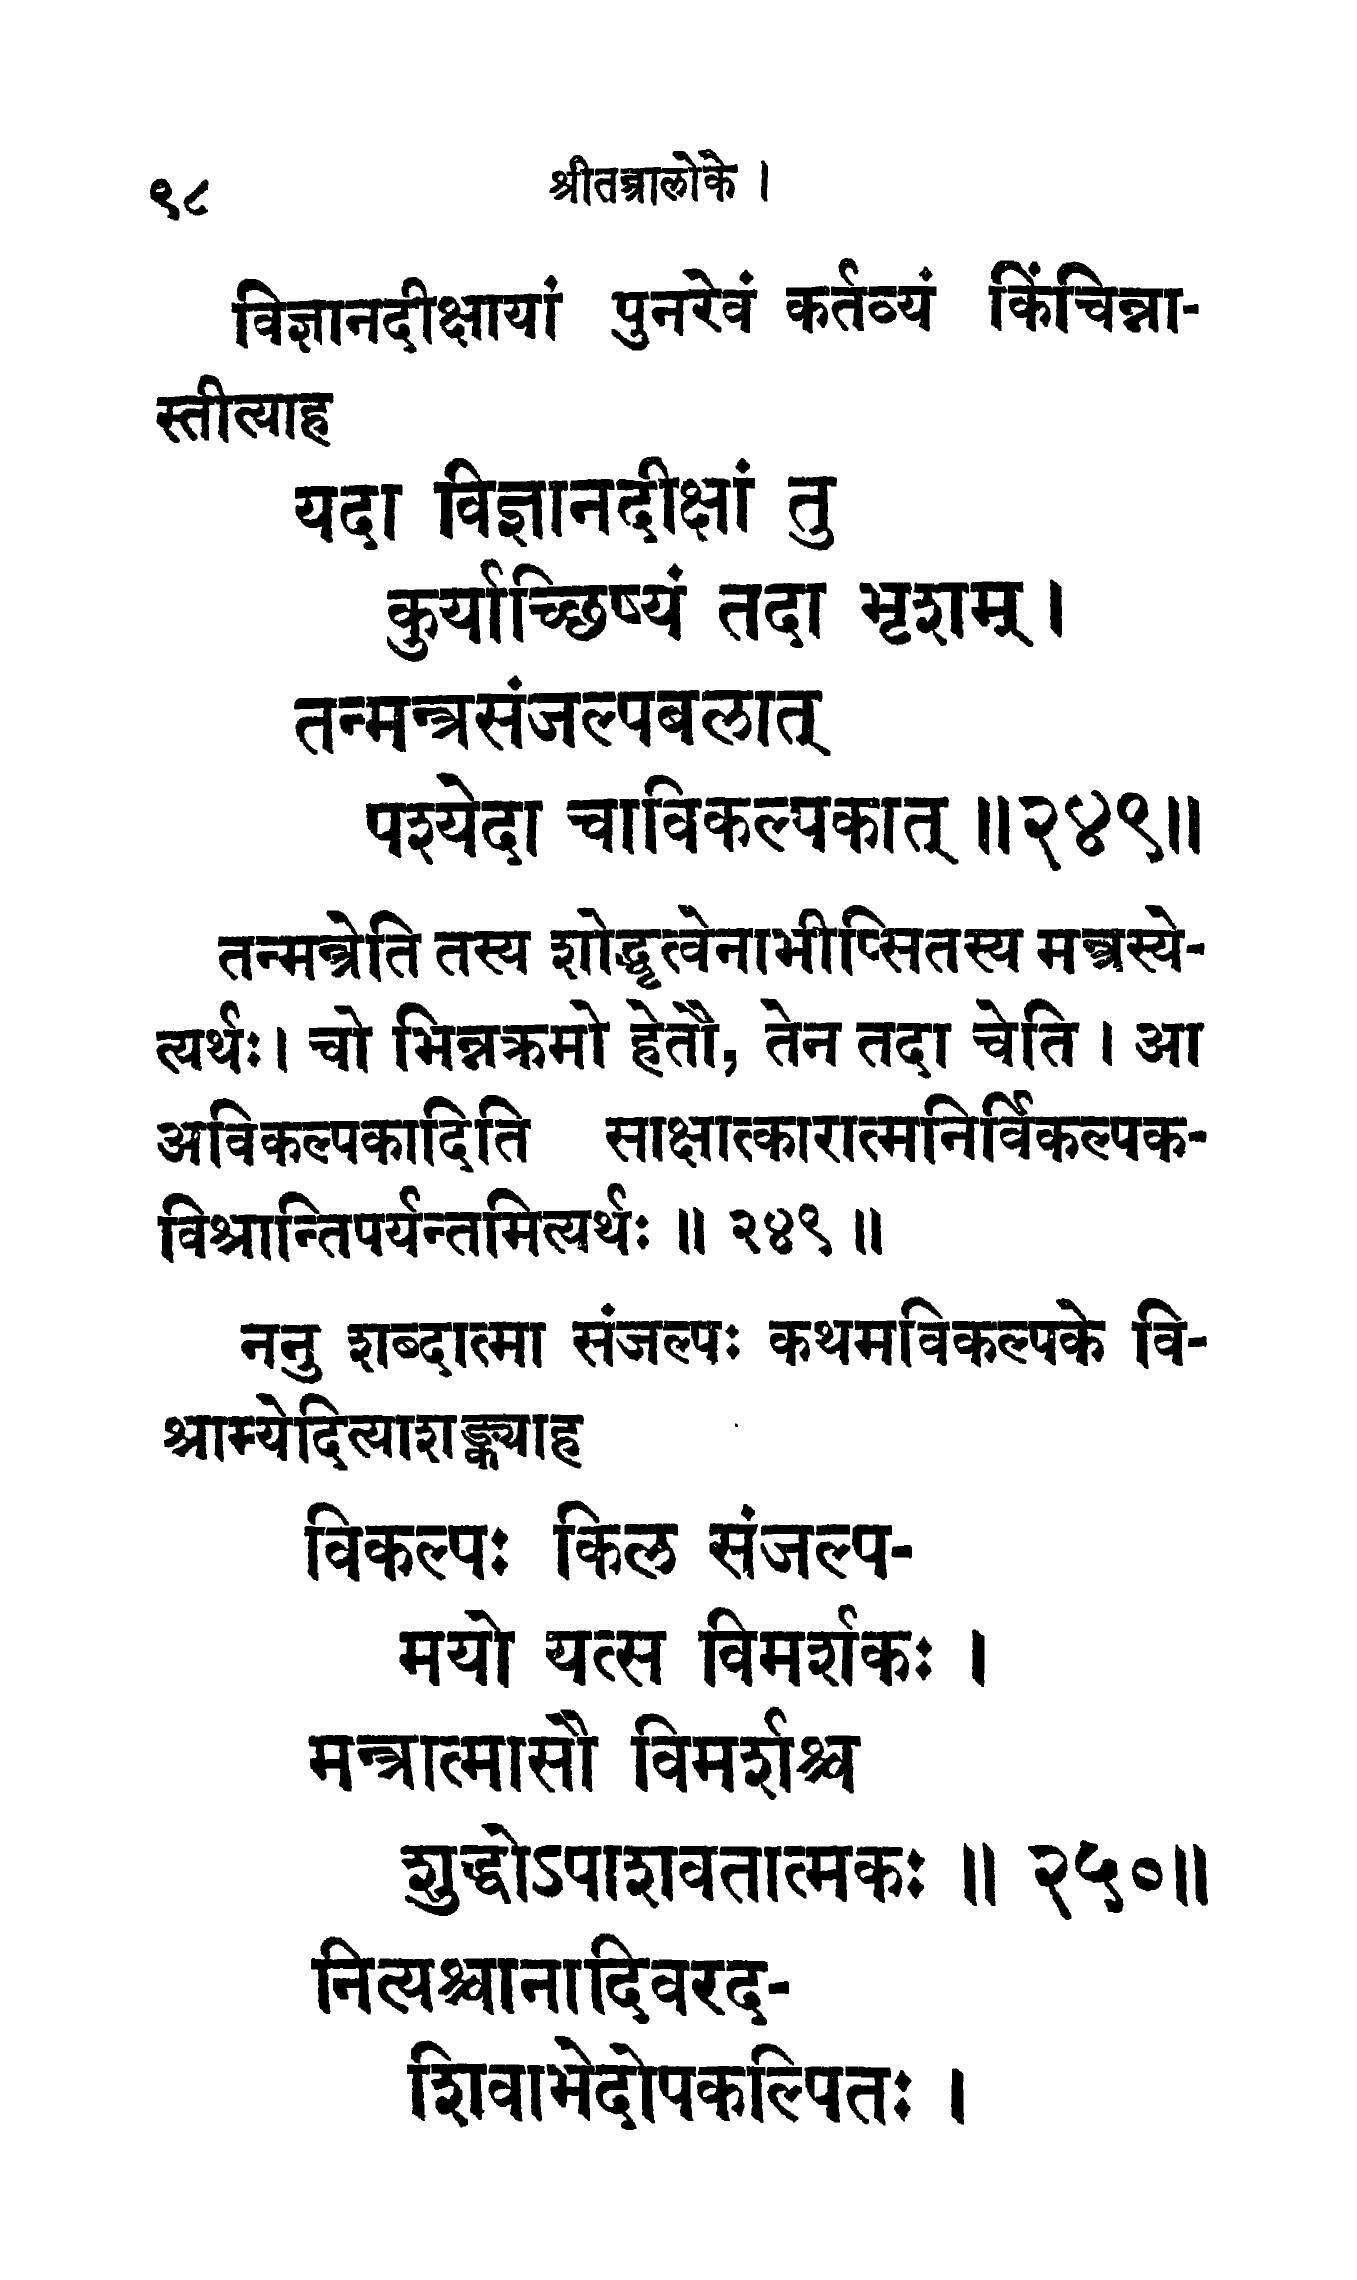 ९८ श्रीतन्त्रालोके ।
विज्ञानदीक्षायां पुनरेवं कर्तव्यं किंचिन्ना-
स्तीत्याह
यदा विज्ञानदीक्षां तु
कुर्याच्छिष्यं तदा भृशम् ।
तन्मन्त्रसंजल्पबलात्
पश्येदा चाविकल्पकात् ॥२४९॥
तन्मन्त्रेति तस्य शोद्धृत्वेनाभीप्सितस्य मन्त्रस्ये-
त्यर्थः। चो भिन्नक्रमो हेतौ, तेन तदा चेति । आ
अविकल्पकादिति साक्षात्कारात्मनिर्विकल्पक-
विश्रान्तिपर्यन्तमित्यर्थः ॥ २४९ ॥
ननु शब्दात्मा संजल्पः कथमविकल्पके वि-
श्राम्येदित्याशङ्क्याह
विकल्पः किल संजल्प-
मयो यत्स विमर्शकः ।
मन्त्रात्मासौ विमर्शश्च
शुद्धोऽपाशवतात्मकः ॥ २५०॥
नित्यश्चानादिवरद-
शिवाभेदोपकल्पितः ।